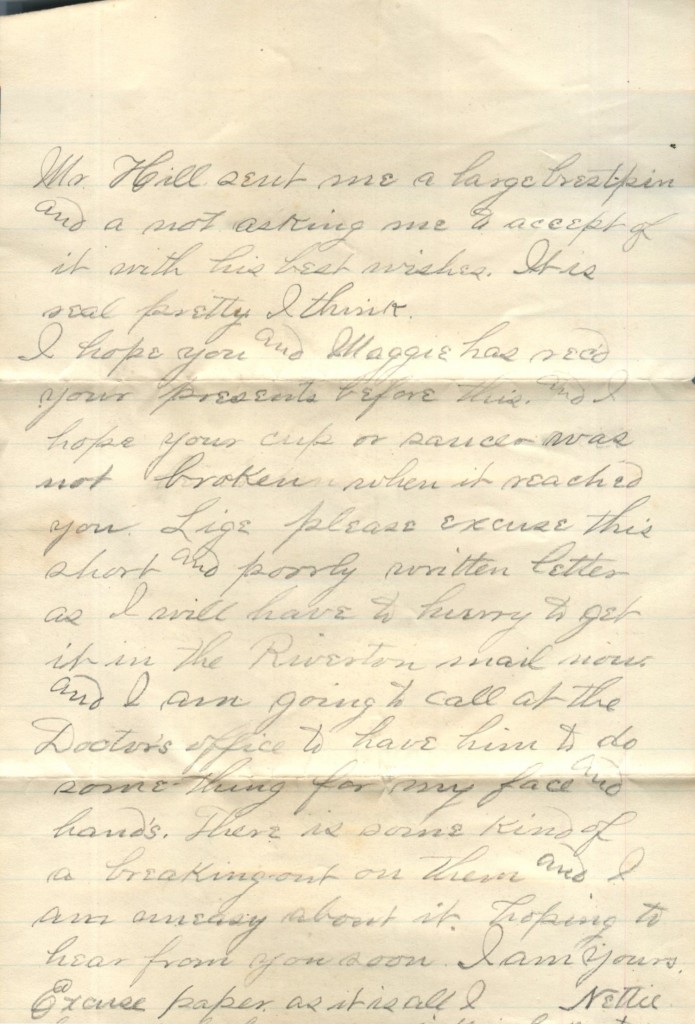 Mr. Hill sent me a large brest-pin
and a not asking me to accept of
it with his best wishes. It is
real pretty I think.
I hope you and Maggie has rec'd
your presents before this. and I
hope your cup or saucer was
not broken when it reached
you. Lige please excuse this
short and poorly written letter
as I will have to hurry to get
it in the Riverton mail now.
and I am going to call at the
Doctor's office to have him to do
some-thing for my face and
hand's. There is some kind of
a breaking-out on them and I
am uneasy about it. hoping to
hear from you soon. I am Yours.
Excuse paper. as it is all I Nettie